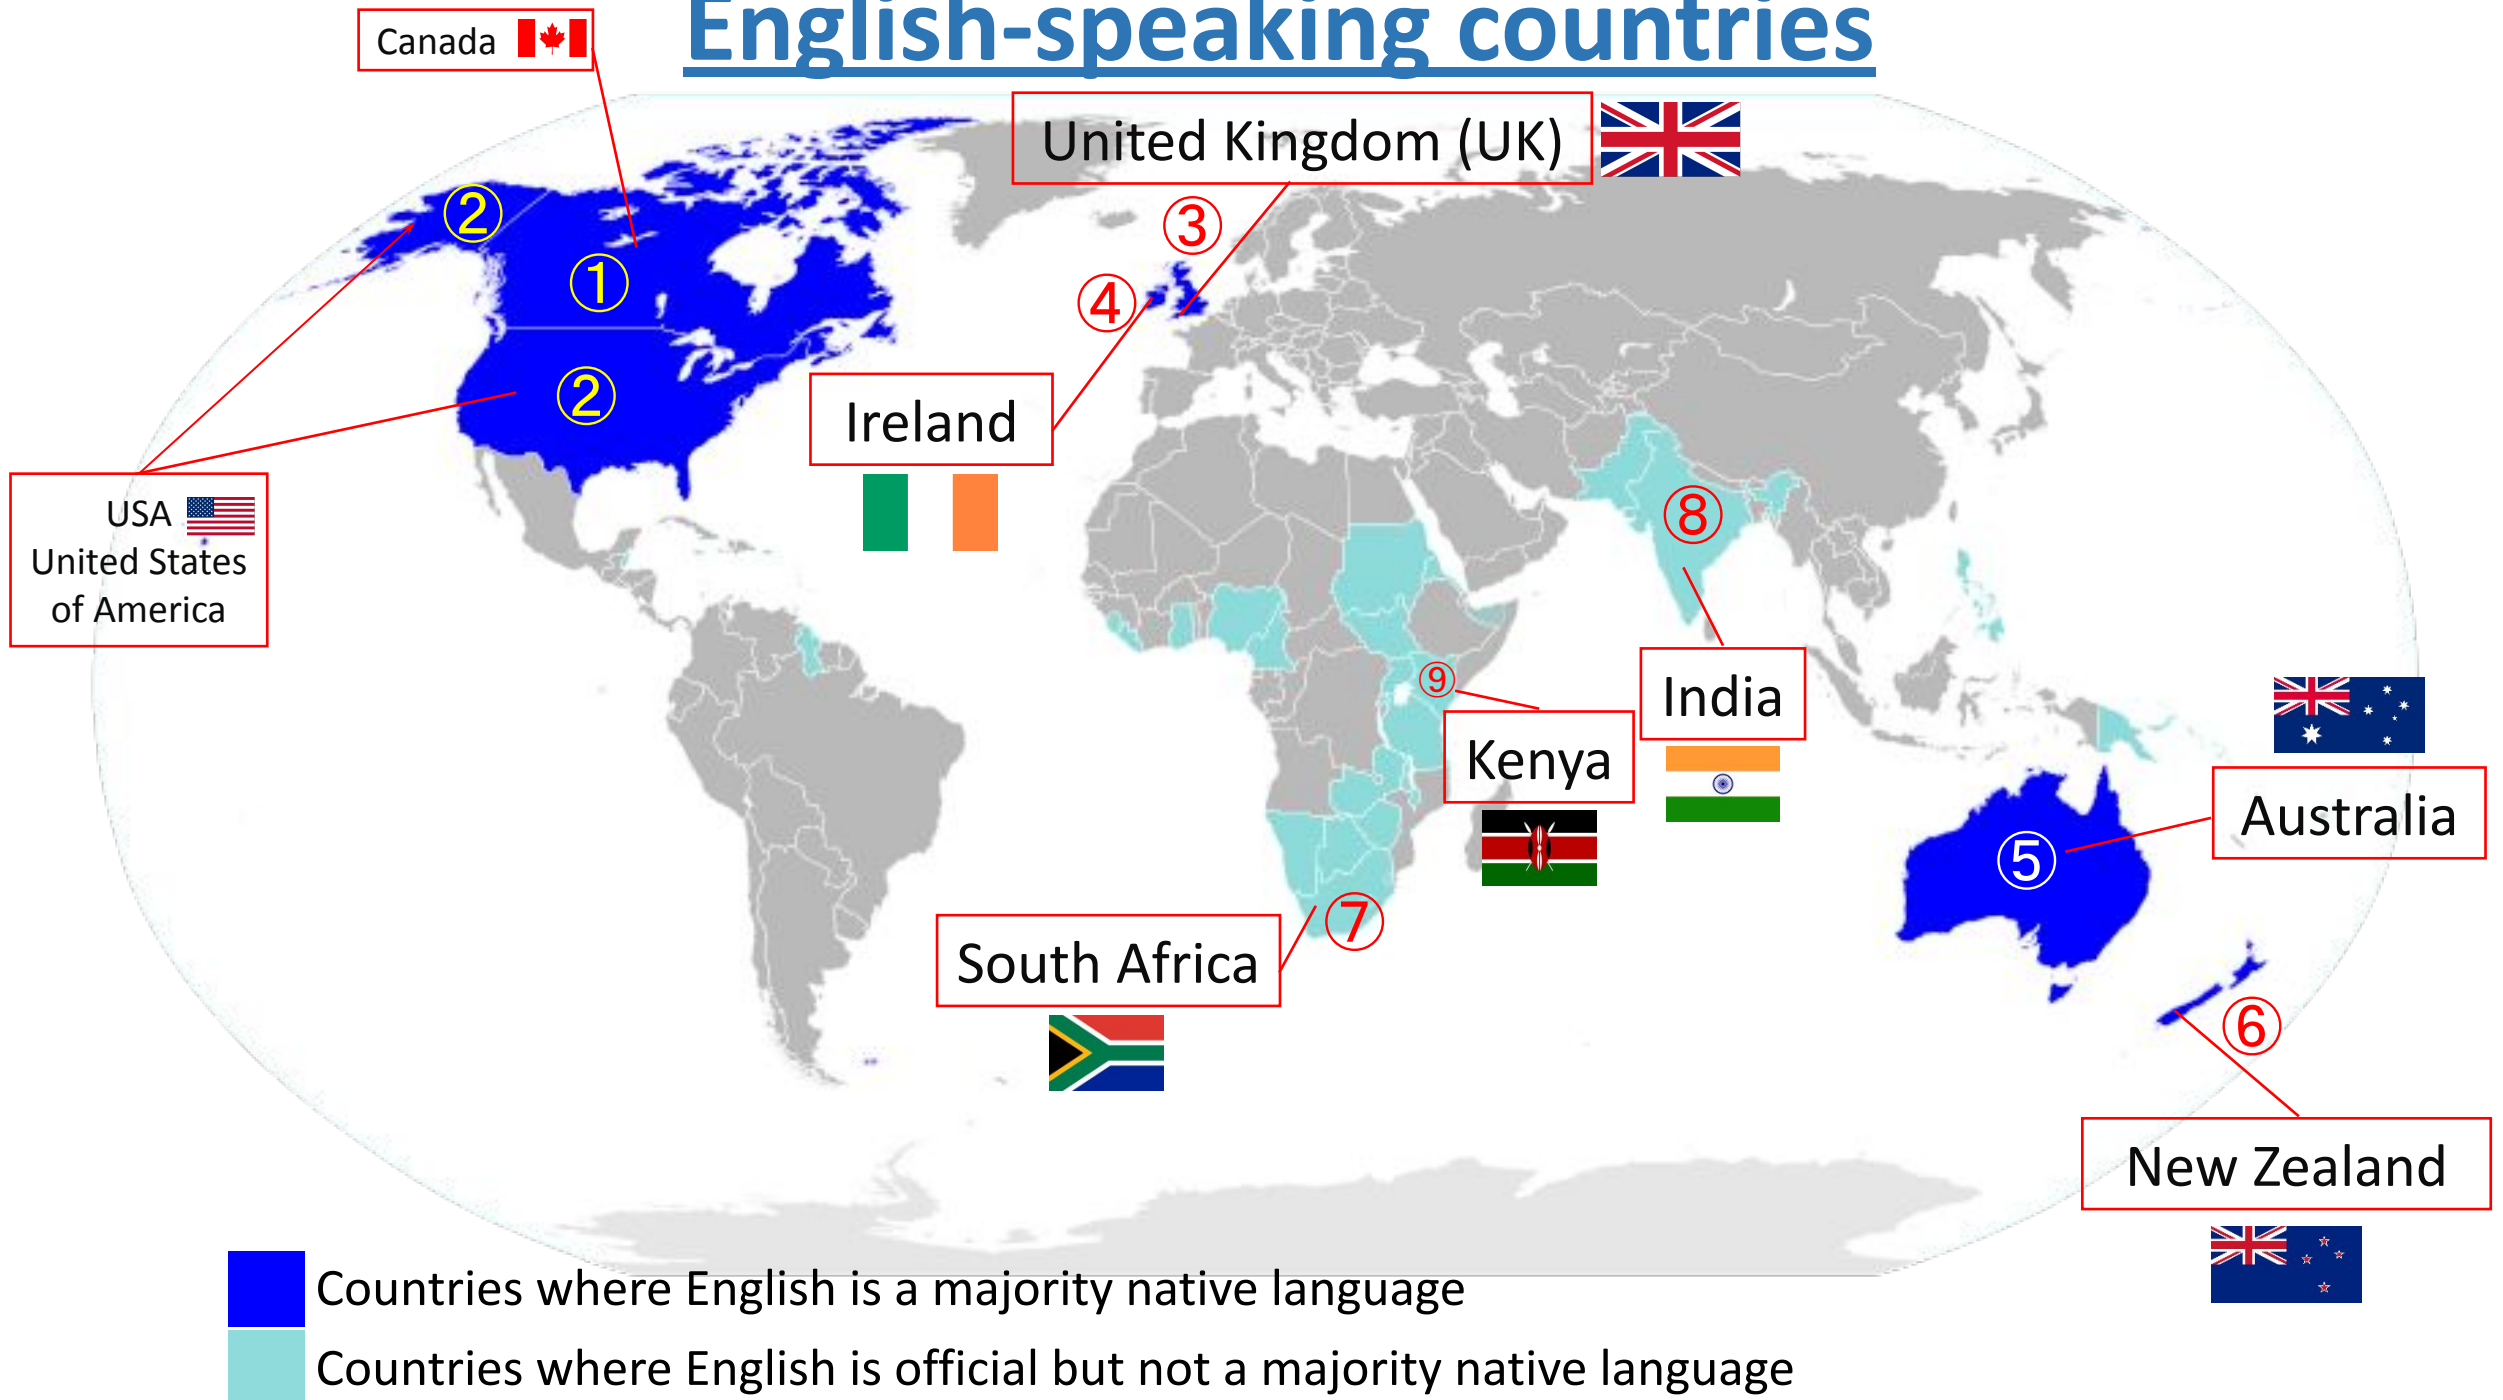 English-speaking countries
Canada
United Kingdom (UK)
②
③
①
④
②
Ireland
USA
United States
of America
⑧
⑨
India
Kenya
Australia
⑤
⑦
South Africa
⑥
New Zealand
Countries where English is a majority native language
Countries where English is official but not a majority native language